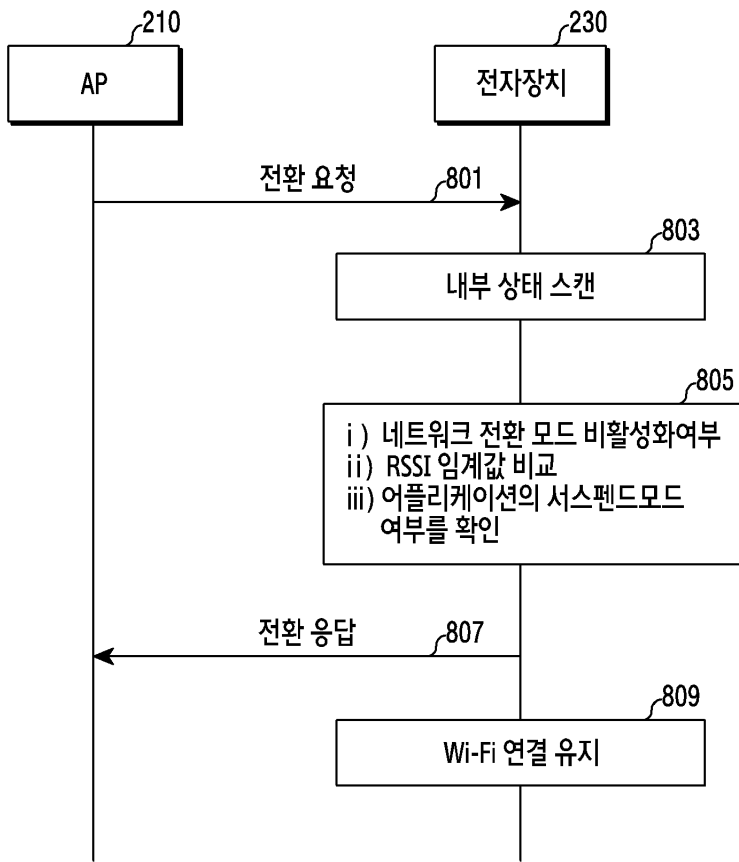 210
230
AP
전자장치
전환 요청
801
803
내부 상태 스캔
805
i) 네트워크 전환 모드 비활성화여부
ii) RSSI 임계값 비교
iii) 어플리케이션의 서스펜드모드
여부를 확인
전환 응답
807
809
Wi-Fi 연결 유지